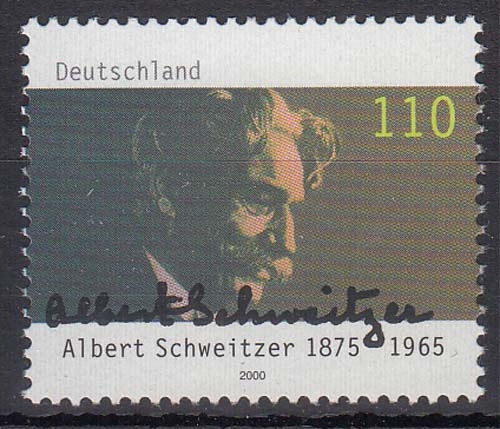 Deutschland
110
Albert Schweitzer
Albert Schweitzer 1875 1965
2000